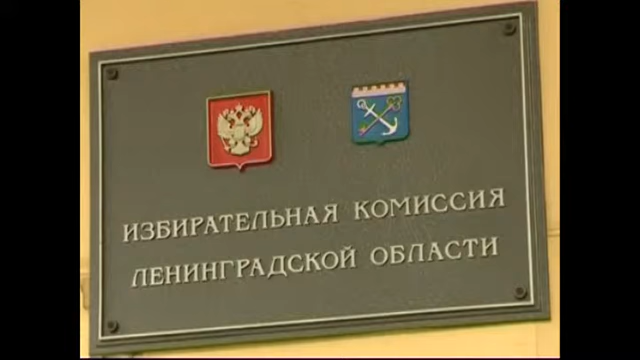 ИЗБИРАТЕЛЬНАЯ КОМИССИЯ
ЛЕНИНГРАДСКОЙ ОБЛАСТИ